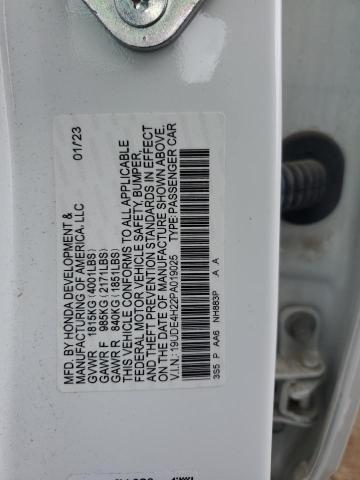 MFD. BY HONDA DEVELOPMENT &
MANUFACTURING OF AMERICA, LLC 01/23
GVWR 1815KG (4001LBS)
GAWR F 985KG (2171LBS)
GAWR R 840KG (1851LBS)
THIS VEHICLE CONFORMS TO ALL APPLICABLE
FEDERAL MOTOR VEHICLE SAFETY, BUMPER,
AND THEFT PREVENTION STANDARDS IN EFFECT
ON THE DATE OF MANUFACTURE SHOWN ABOVE.
V.I.N.: 19UDE4H22PA019025 TYPE: PASSENGER CAR
3S5 P AA6 NH883P A A